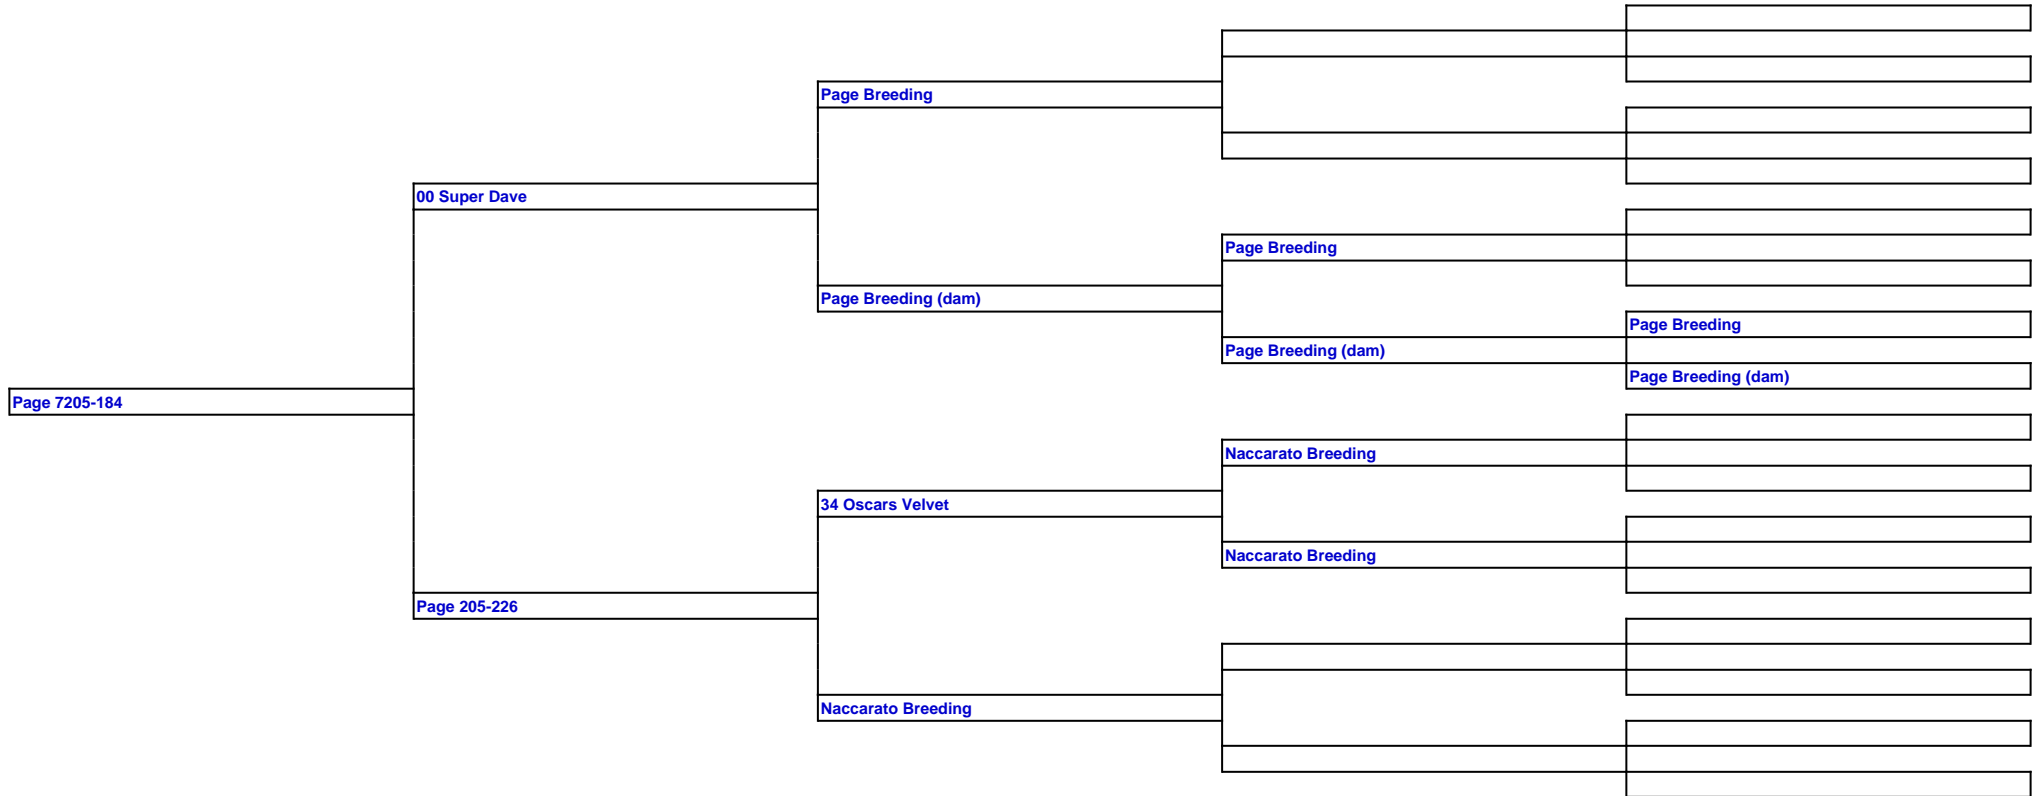 Page Breeding
00 Super Dave
Page Breeding
Page Breeding (dam)
Page Breeding
Page Breeding (dam)
Page Breeding (dam)
Page 7205-184
Naccarato Breeding
34 Oscars Velvet
Naccarato Breeding
Page 205-226
Naccarato Breeding